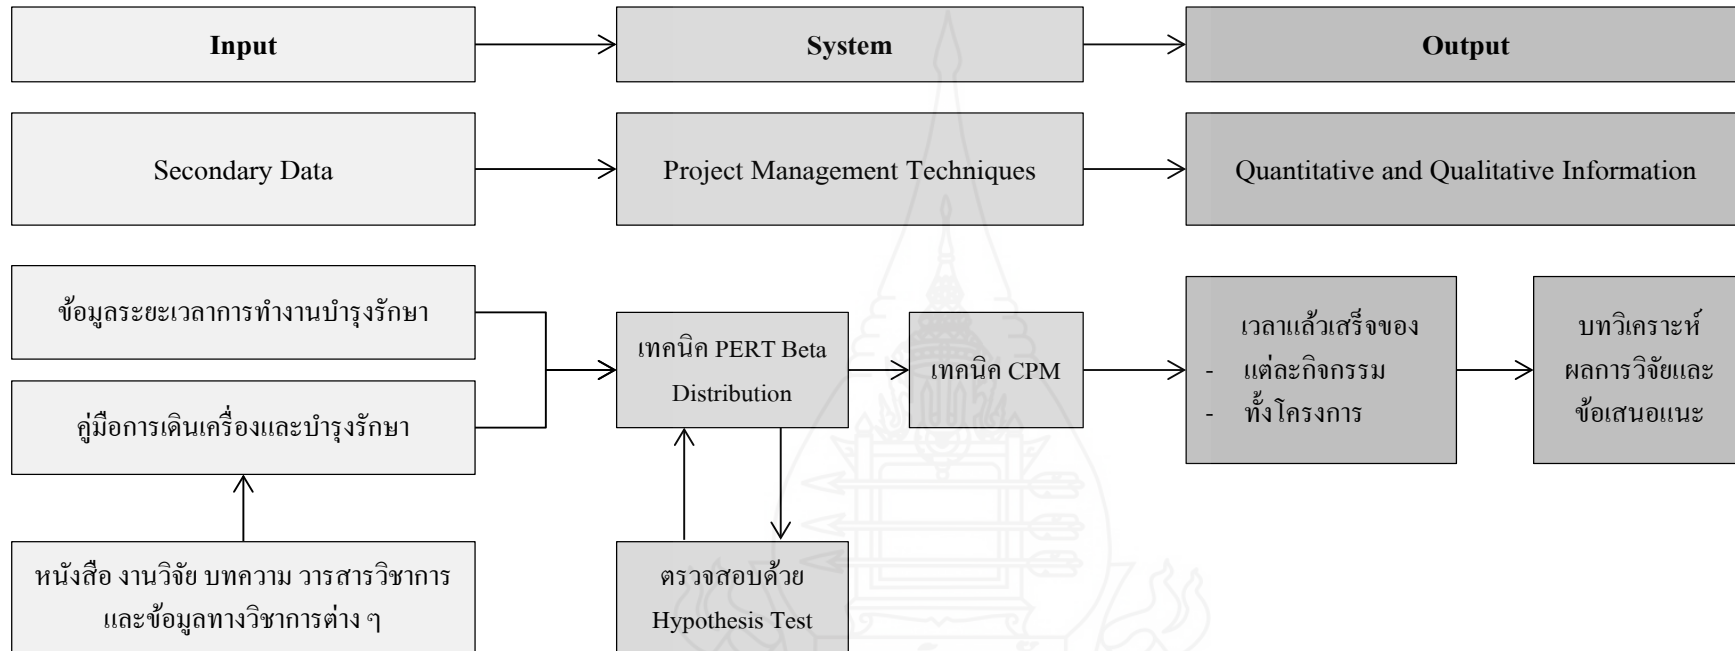 Input
System
Output
Secondary Data
Project Management Techniques
Quantitative and Qualitative Information
ข้อมูลระยะเวลาการทำงานบำรุงรักษา
คู่มือการเดินเครื่องและบำรุงรักษา
หนังสือ งานวิจัย บทความ วารสารวิชาการ
และข้อมูลทางวิชาการต่าง ๆ
เทคนิค PERT Beta
Distribution
ตรวจสอบด้วย
Hypothesis Test
เทคนิค CPM
เวลาแล้วเสร็จของ
- แต่ละกิจกรรม
- ทั้งโครงการ
บทวิเคราะห์
ผลการวิจัยและ
ข้อเสนอแนะ